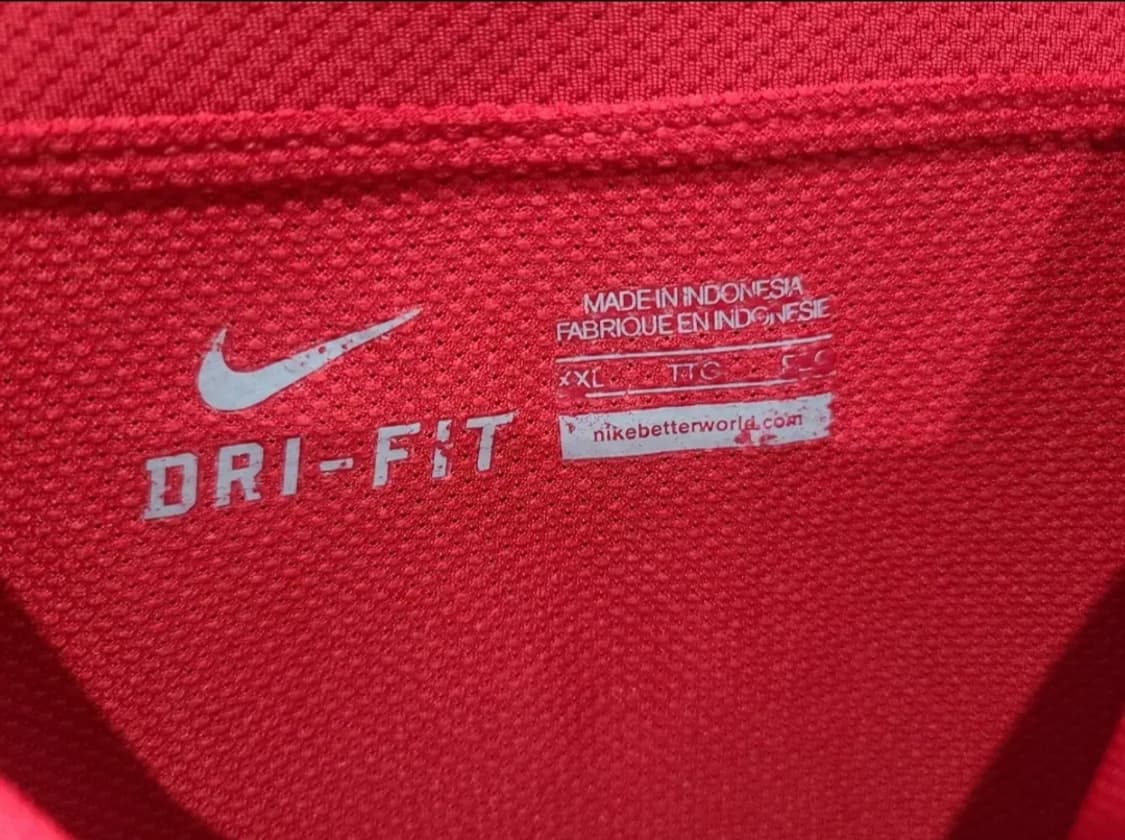 DRI-FIT
MADE IN INDONESIA
FABRIQUE EN INDONESIE
XXL TTG
nikebetterworld.com